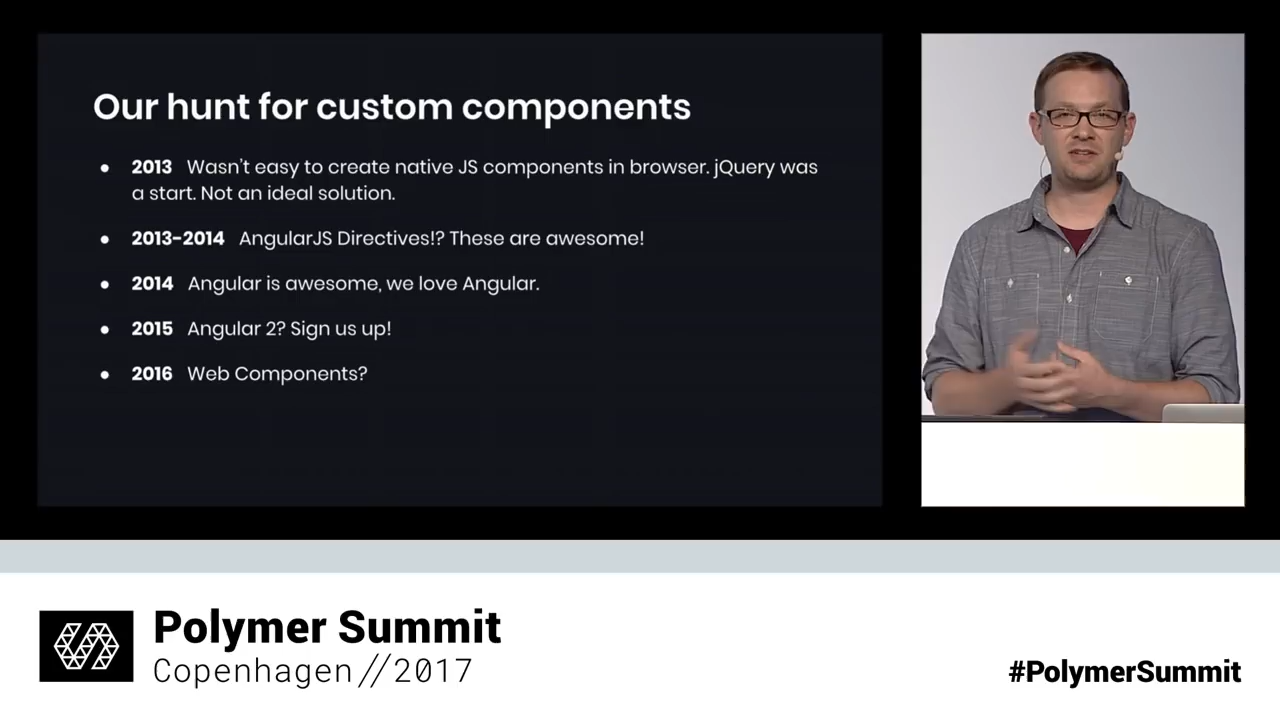 Our hunt for custom components
● 2013 Wasn't easy to create native JS components in browser. jQuery was
a start. Not an ideal solution.
● 2013-2014 AngularJS Directives!? These are awesome!
● 2014 Angular is awesome, we love Angular.
● 2015 Angular 2? Sign us up!
● 2016 Web Components?
Polymer Summit
Copenhagen//2017
#PolymerSummit